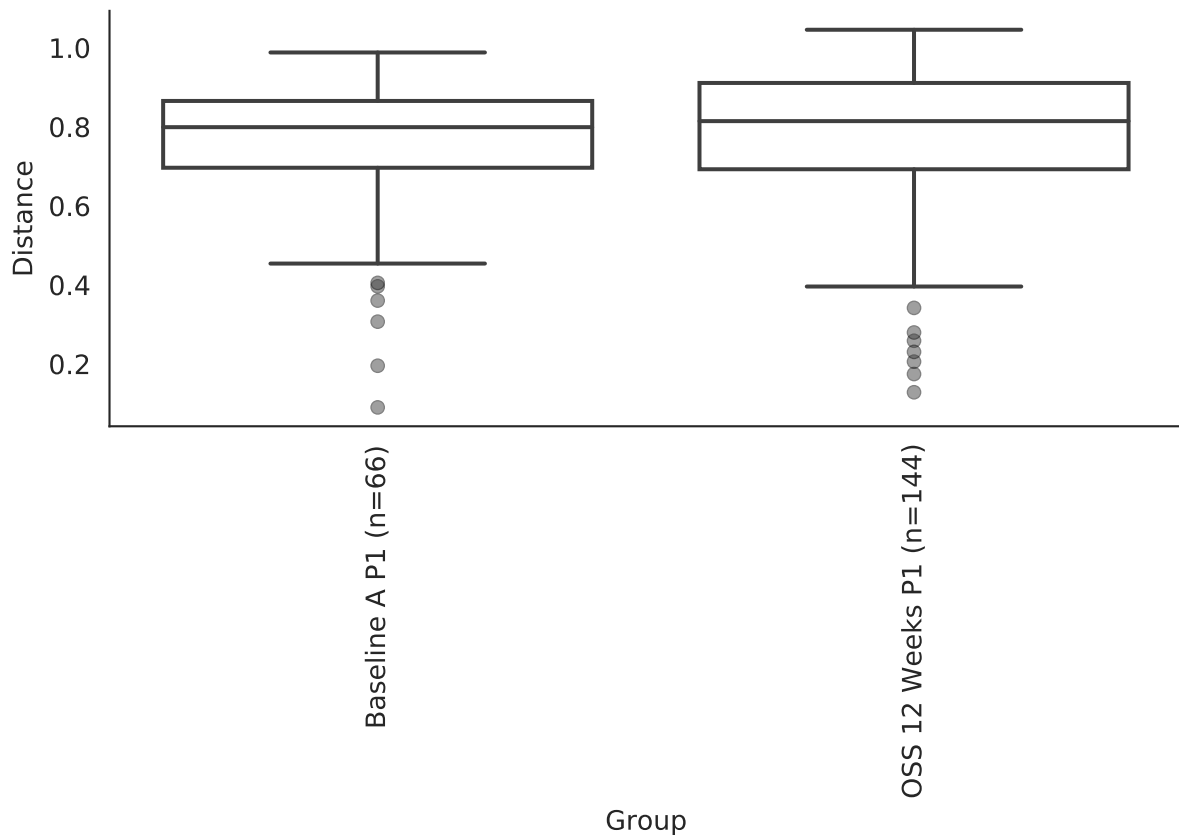 Distance
1.0
0.8
0.6
0.4
0.2
Baseline A P1 (n=66)
OSS 12 Weeks P1 (n=144)
Group